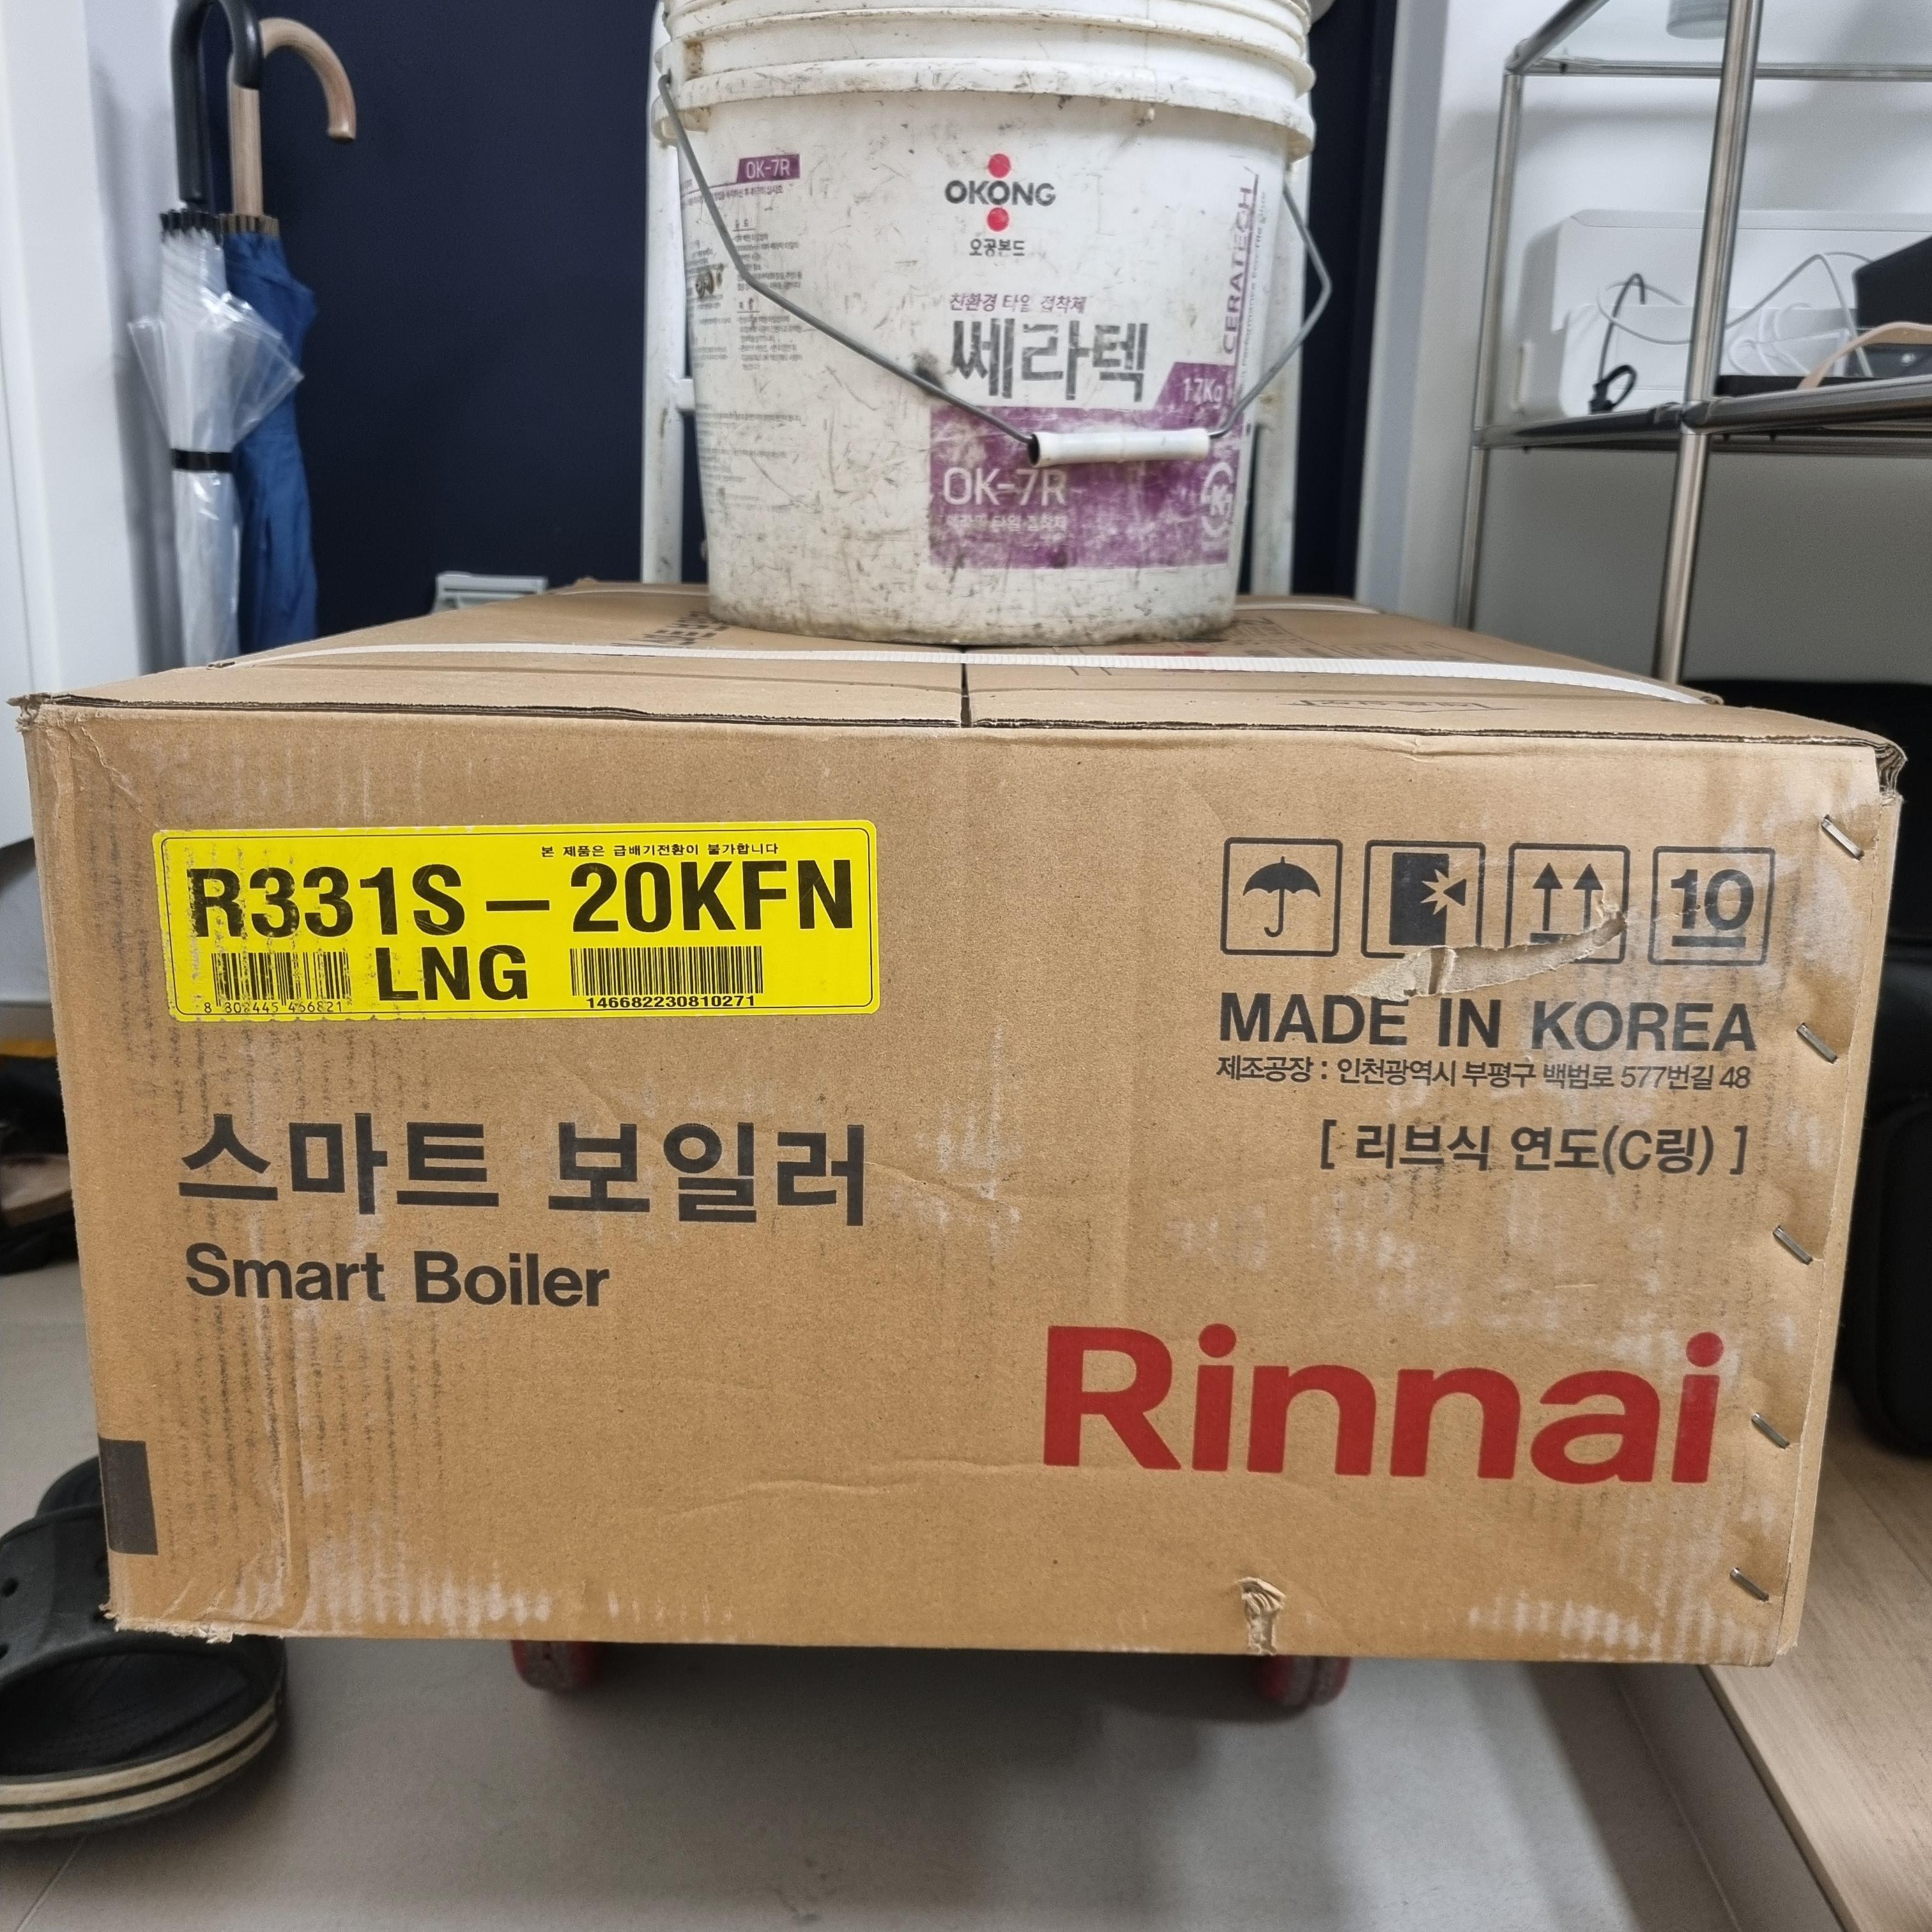 OK-7R
OKONG
오공본드
친환경 타일 접착제
쎄라텍
CERATECH
17Kg
OK-7R
본 제품은 급배기전환이 불가합니다
R331S-20KFN
LNG
8 802445 466821
146682230810271
10
MADE IN KOREA
제조공장 : 인천광역시 부평구 백범로 577번길 48
[ 리브식 연도(C링) ]
스마트 보일러
Smart Boiler
Rinnai